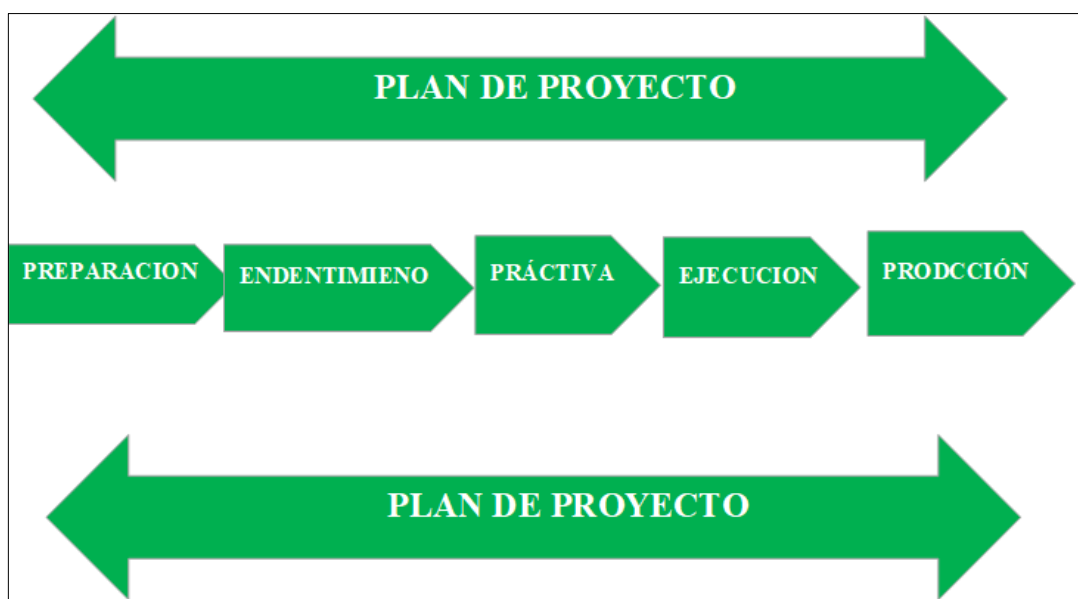 PLAN DE PROYECTO
PREPARACION
ENDENTIMIENO
PRÁCTIVA
EJECUCION
PRODCCIÓN
PLAN DE PROYECTO